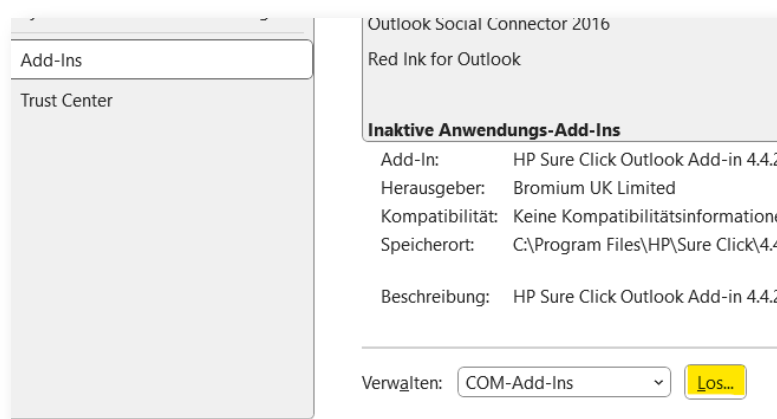 Outlook Social Connector 2016
Add-Ins
Red Ink for Outlook
Trust Center
Inaktive Anwendungs-Add-Ins
Add-In: HP Sure Click Outlook Add-in 4.4.2
Herausgeber: Bromium UK Limited
Kompatibilität: Keine Kompatibilitätsinformatione
Speicherort: C:\Program Files\HP\Sure Click\4.4
Beschreibung: HP Sure Click Outlook Add-in 4.4.2
Verwalten: COM-Add-Ins Los...